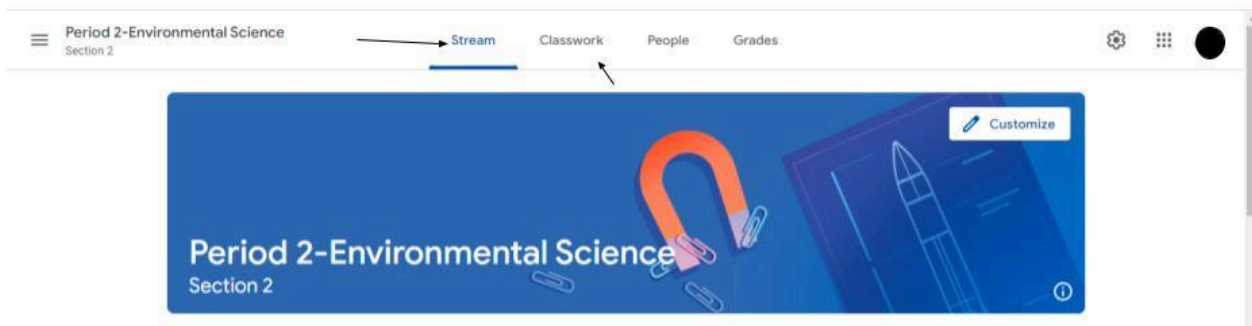 Period 2-Environmental Science
Section 2
Stream Classwork People Grades
Customize
Period 2-Environmental Science
Section 2